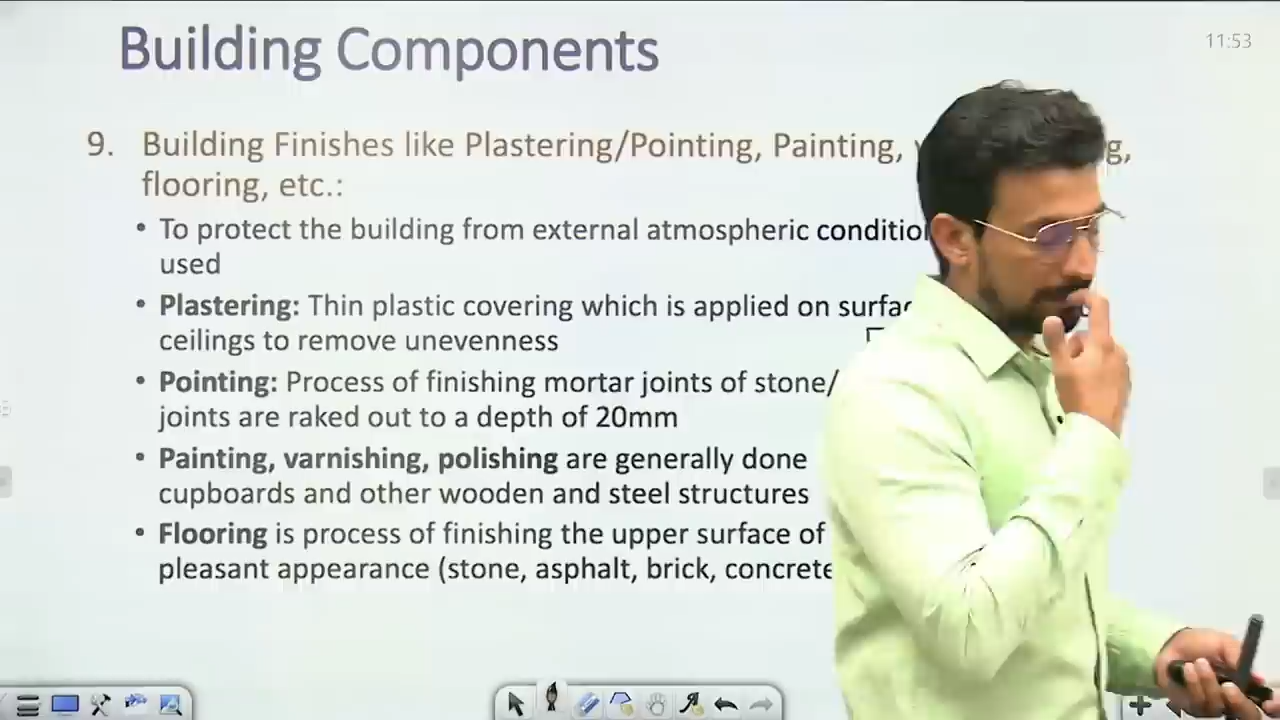 Building Components
11:53
9. Building Finishes like Plastering/Pointing, Painting,
flooring, etc.:
• To protect the building from external atmospheric
used
• Plastering: Thin plastic covering which is applied on
ceilings to remove unevenness
• Pointing: Process of finishing mortar joints of stone/
joints are raked out to a depth of 20mm
• Painting, varnishing, polishing are generally done
cupboards and other wooden and steel structures
• Flooring is process of finishing the upper surface of
pleasant appearance (stone, asphalt, brick, concrete